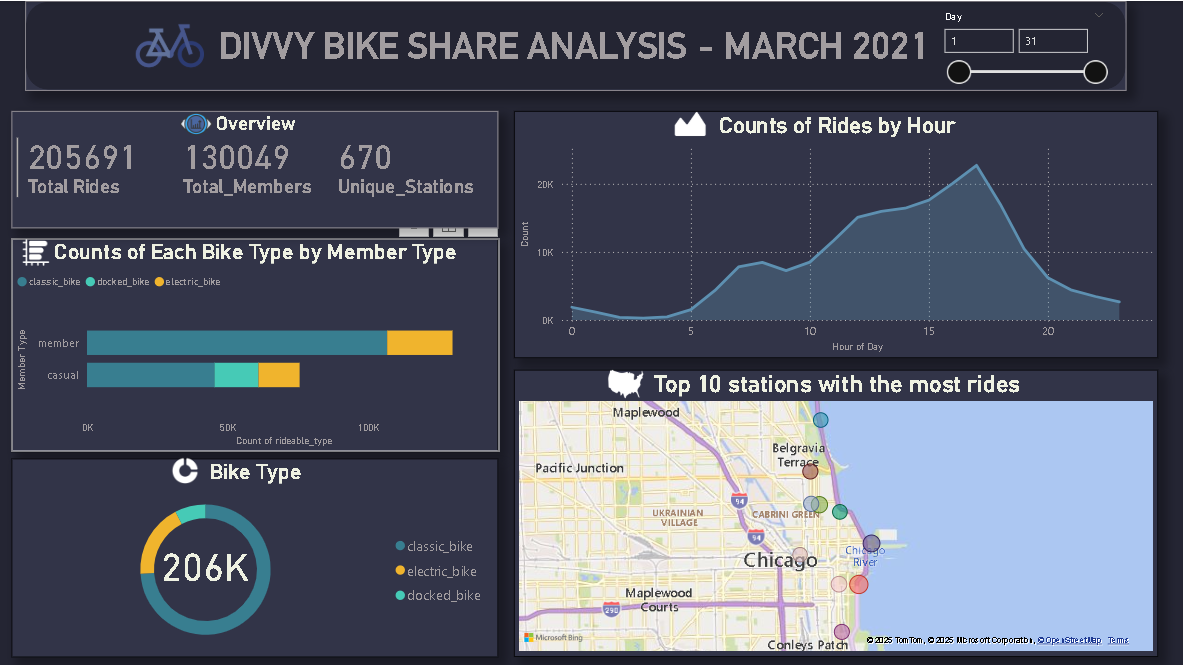 DIVVY BIKE SHARE ANALYSIS - MARCH 2021
Day
1 31
Overview
205691 130049 670
Total Rides Total_Members Unique_Stations
Counts of Each Bike Type by Member Type
classic_bike docked_bike electric_bike
Member Type
member
casual
0K 50K 100K
Count of rideable_type
Bike Type
206K
classic_bike
electric_bike
docked_bike
Counts of Rides by Hour
Count
20K
10K
0K
0 5 10 15 20
Hour of Day
Top 10 stations with the most rides
Maplewood
Belgravia
Terrace
Pacific Junction
94
UKRAINIAN
VILLAGE
CABRINI GREEN
94
Chicago
Chicago
River
Maplewood
Courts
290
Conleys Patch
Microsoft Bing
© 2025 TomTom, © 2025 Microsoft Corporation, © OpenStreetMap Terms